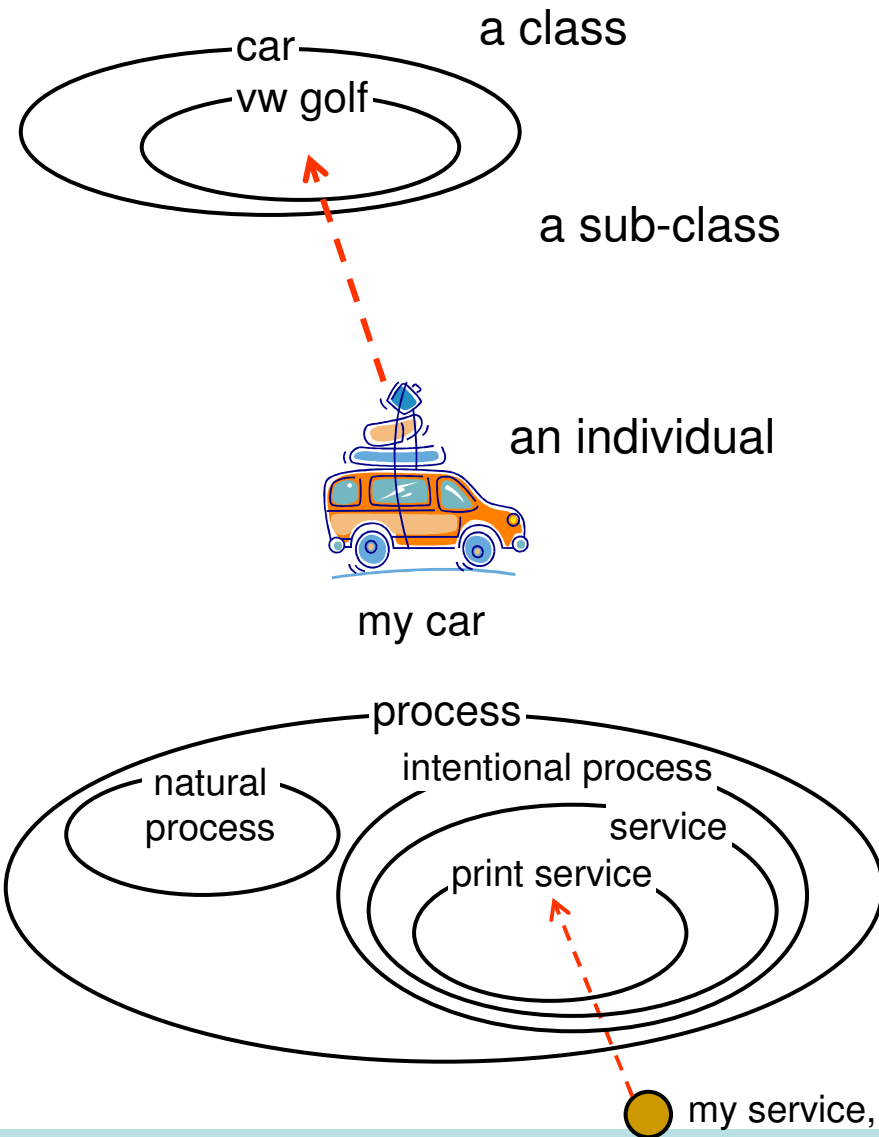 a class
car
vw golf
a sub-class
an individual
my car
process
intentional process
natural
process
service
print service
my service,